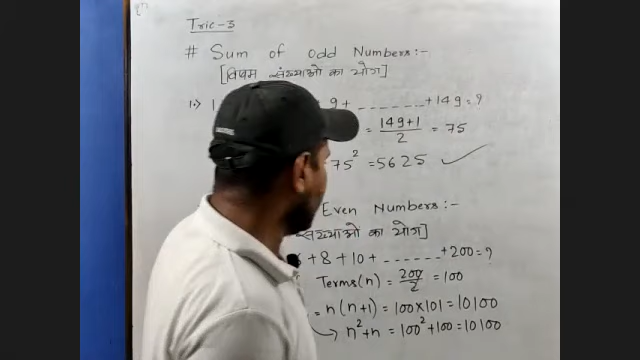 Tric-3
# Sum of Odd Numbers:-
[विषम संख्याओ का योग]
1.> 1 9 + ------- + 149 = ?
= 149+1/2 = 75
75² = 5625 ✓
Even Numbers:-
संख्याओ का योग]
+ 8 + 10 + ------ + 200 = ?
Terms(n) = 200/2 = 100
= n(n+1) = 100×101 = 10100
→ n²+n = 100²+100 = 10100